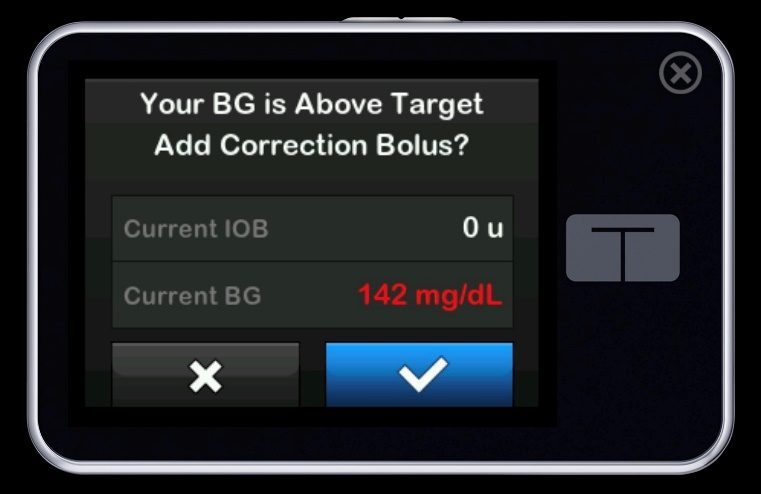 Your BG is Above Target
Add Correction Bolus?
Current IOB 0 u
Current BG 142 mg/dL